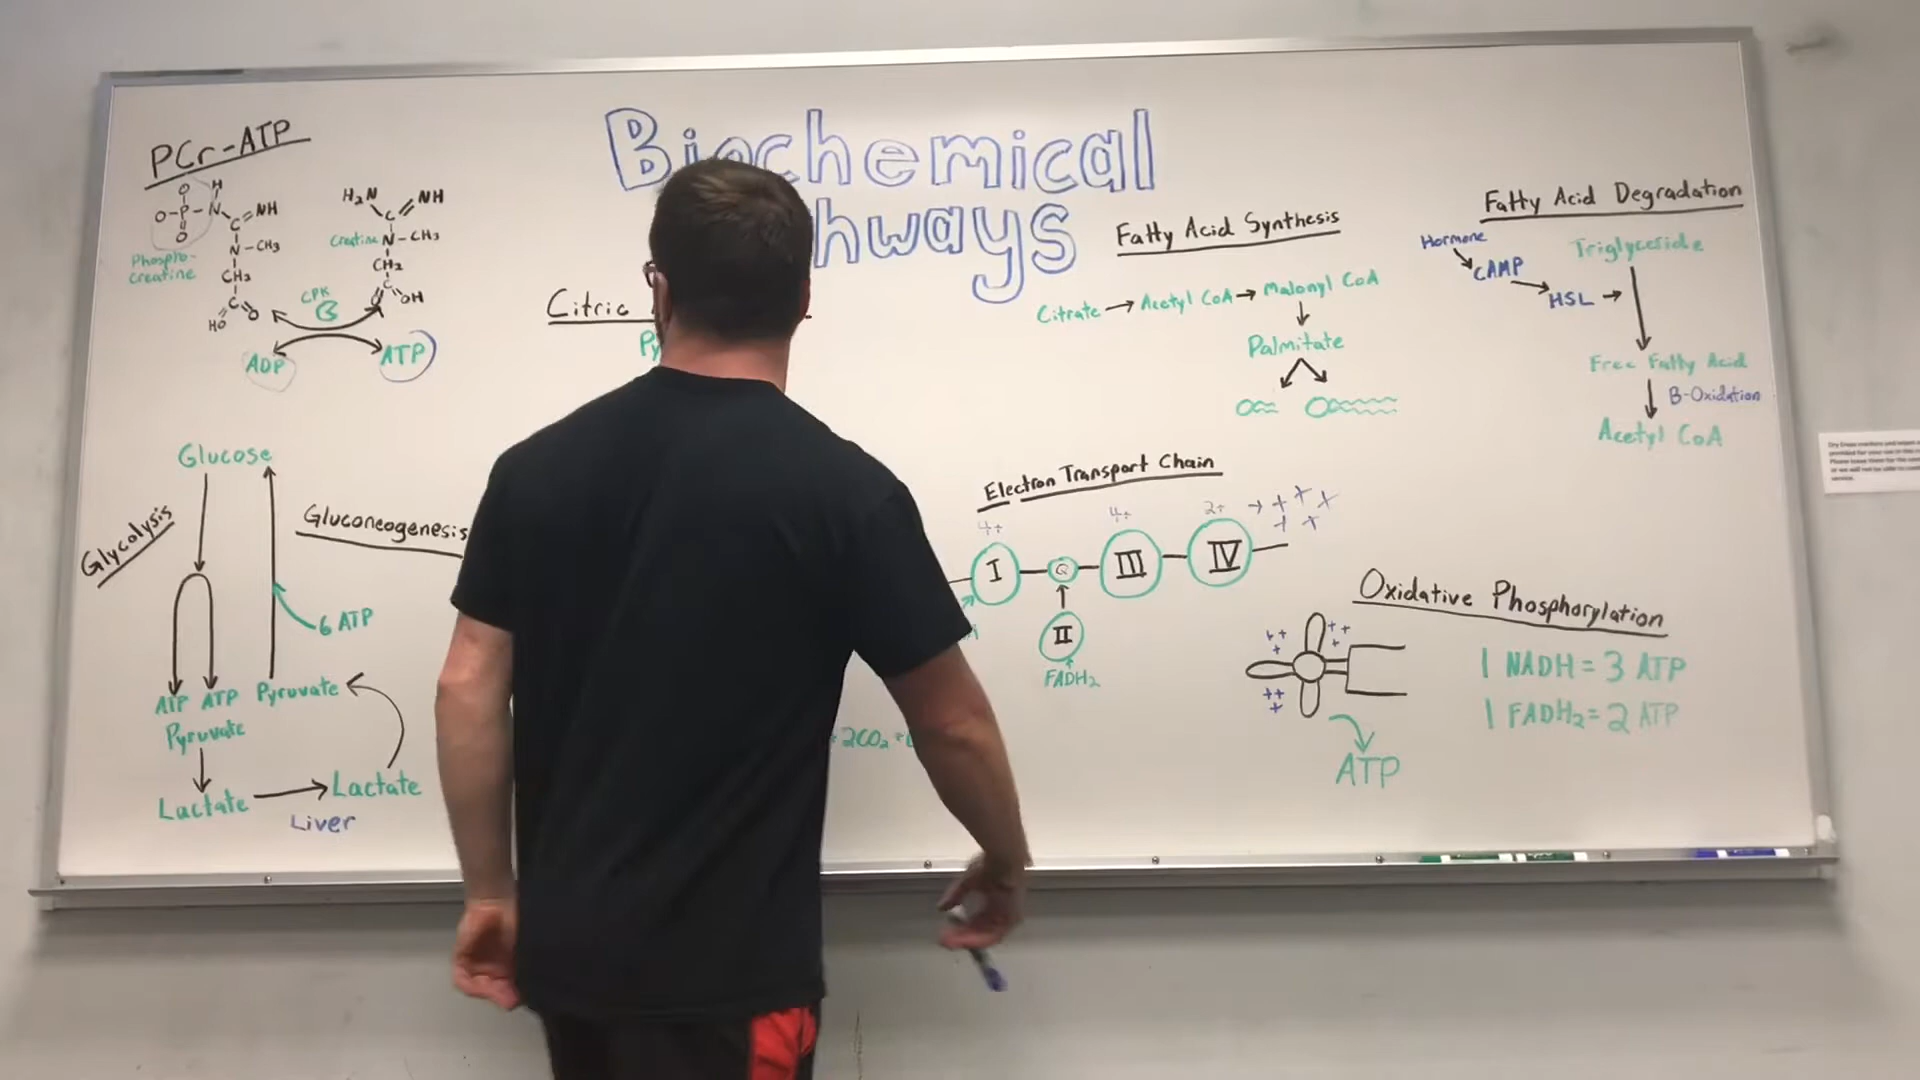 Biochemical
hways
PCr-ATP
O
H
O-P-N
C=NH
O
N-CH3
Phospho-
creatine
CH2
C
O
HO
H2N
NH
C
Creatine
N-CH3
CH2
C
O
OH
CPK
ADP
ATP
Citric
Py
Fatty Acid Synthesis
Citrate → Acetyl CoA → Malonyl CoA
Palmitate
Fatty Acid Degradation
Hormone
Triglyceride
CAMP
HSL →
Free Fatty Acid
B-Oxidation
Acetyl CoA
Glucose
Glycolysis
Gluconeogenesis
6 ATP
ATP ATP
Pyruvate
Pyruvate
Lactate → Lactate
Liver
Electron Transport Chain
4+
4+
2+ → + + +
+ +
I
Q
III
IV
II
FADH2
+ 2CO2 +
Oxidative Phosphorylation
++
+
++
+
++
+
ATP
1 NADH = 3 ATP
1 FADH2 = 2 ATP